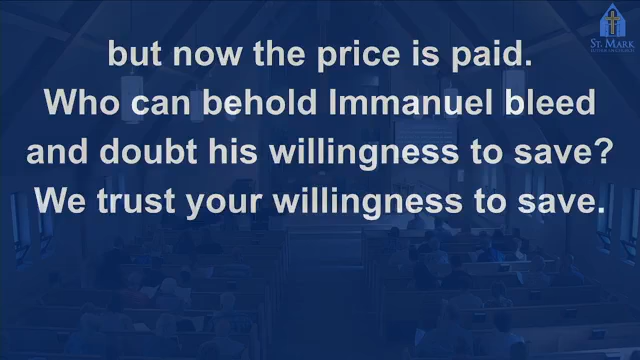 but now the price is paid.
Who can behold Immanuel bleed
and doubt his willingness to save?
We trust your willingness to save.
ST. MARK